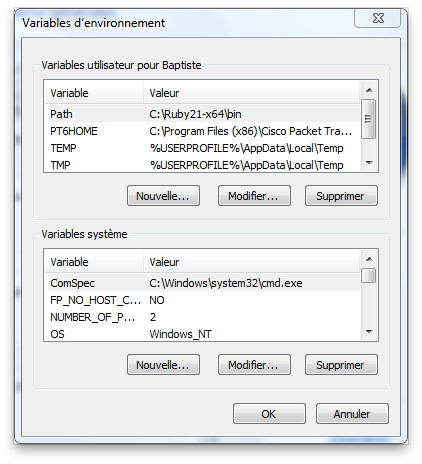 Variables d'environnement
Variables utilisateur pour Baptiste
Variable Valeur
Path C:\Ruby21-x64\bin
PT6HOME C:\Program Files (x86)\Cisco Packet Tra...
TEMP %USERPROFILE%\AppData\Local\Temp
TMP %USERPROFILE%\AppData\Local\Temp
Nouvelle... Modifier... Supprimer
Variables système
Variable Valeur
ComSpec C:\Windows\system32\cmd.exe
FP_NO_HOST_C... NO
NUMBER_OF_P... 2
OS Windows_NT
Nouvelle... Modifier... Supprimer
OK Annuler